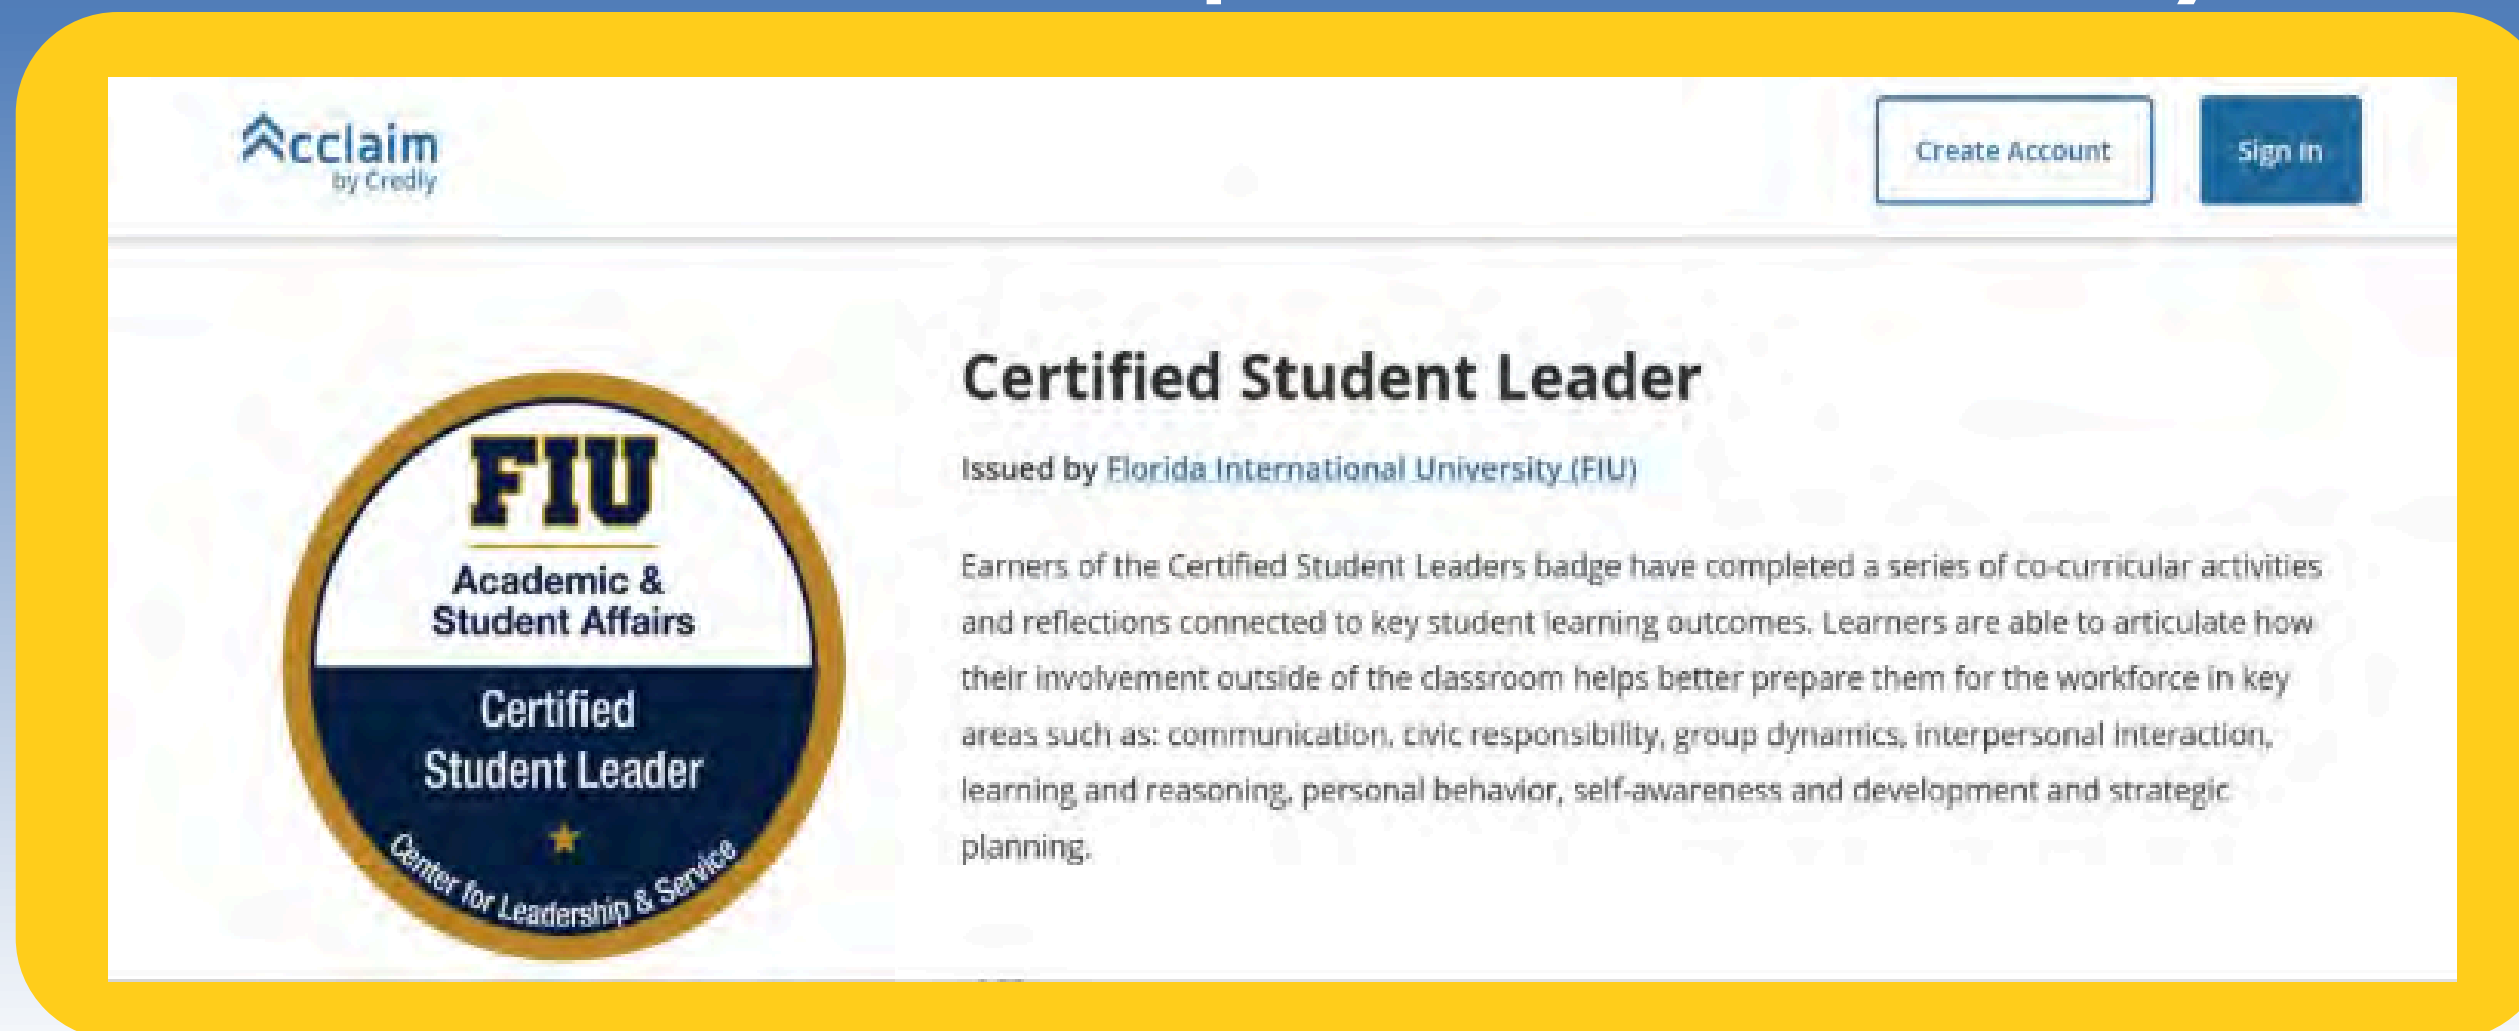 Acclaim
by Credly
Create Account
Sign In
FIU
Academic &
Student Affairs
Certified
Student Leader
Center for Leadership & Service
Certified Student Leader
Issued by Florida International University (FIU)
Earners of the Certified Student Leaders badge have completed a series of co-curricular activities
and reflections connected to key student learning outcomes. Learners are able to articulate how
their involvement outside of the classroom helps better prepare them for the workforce in key
areas such as: communication, civic responsibility, group dynamics, interpersonal interaction,
learning and reasoning, personal behavior, self-awareness and development and strategic
planning.